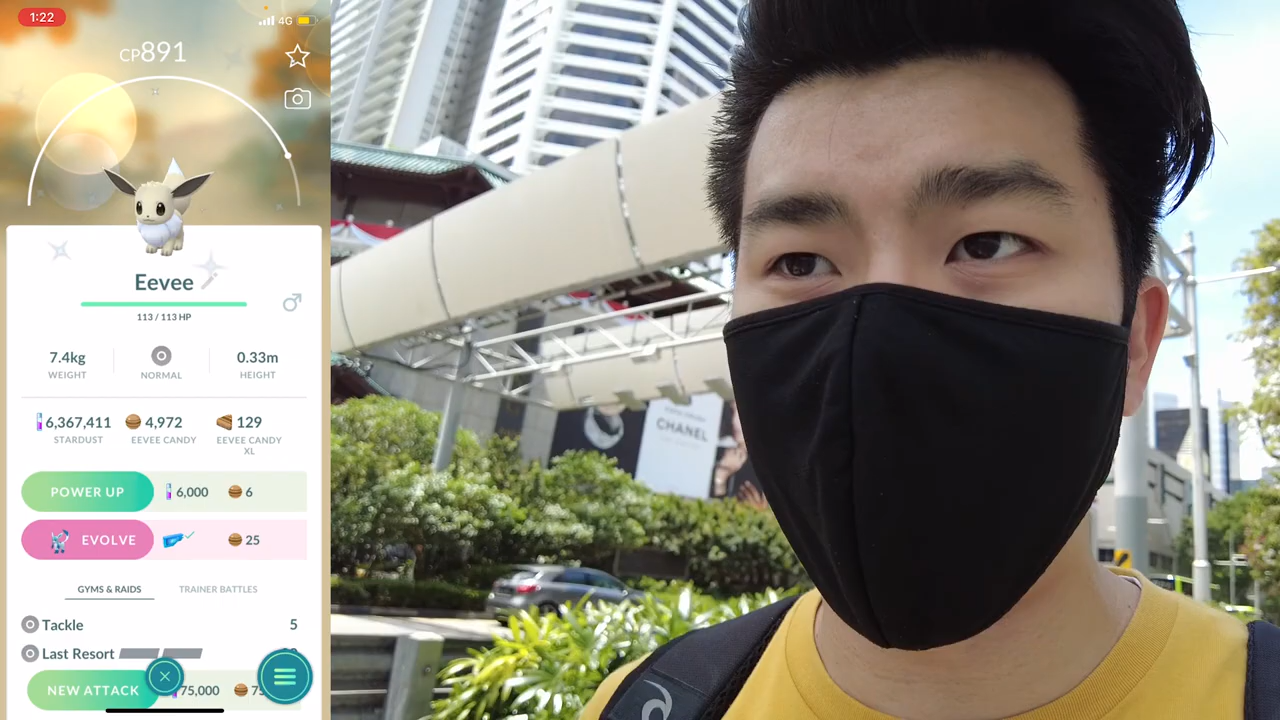 1:22
4G
CP891
Eevee
113 / 113 HP
7.4kg
WEIGHT
NORMAL
0.33m
HEIGHT
6,367,411
STARDUST
4,972
EEVEE CANDY
129
EEVEE CANDY
XL
POWER UP
6,000
6
EVOLVE
25
GYMS & RAIDS
TRAINER BATTLES
Tackle
5
Last Resort
NEW ATTACK
75,000
CHANEL